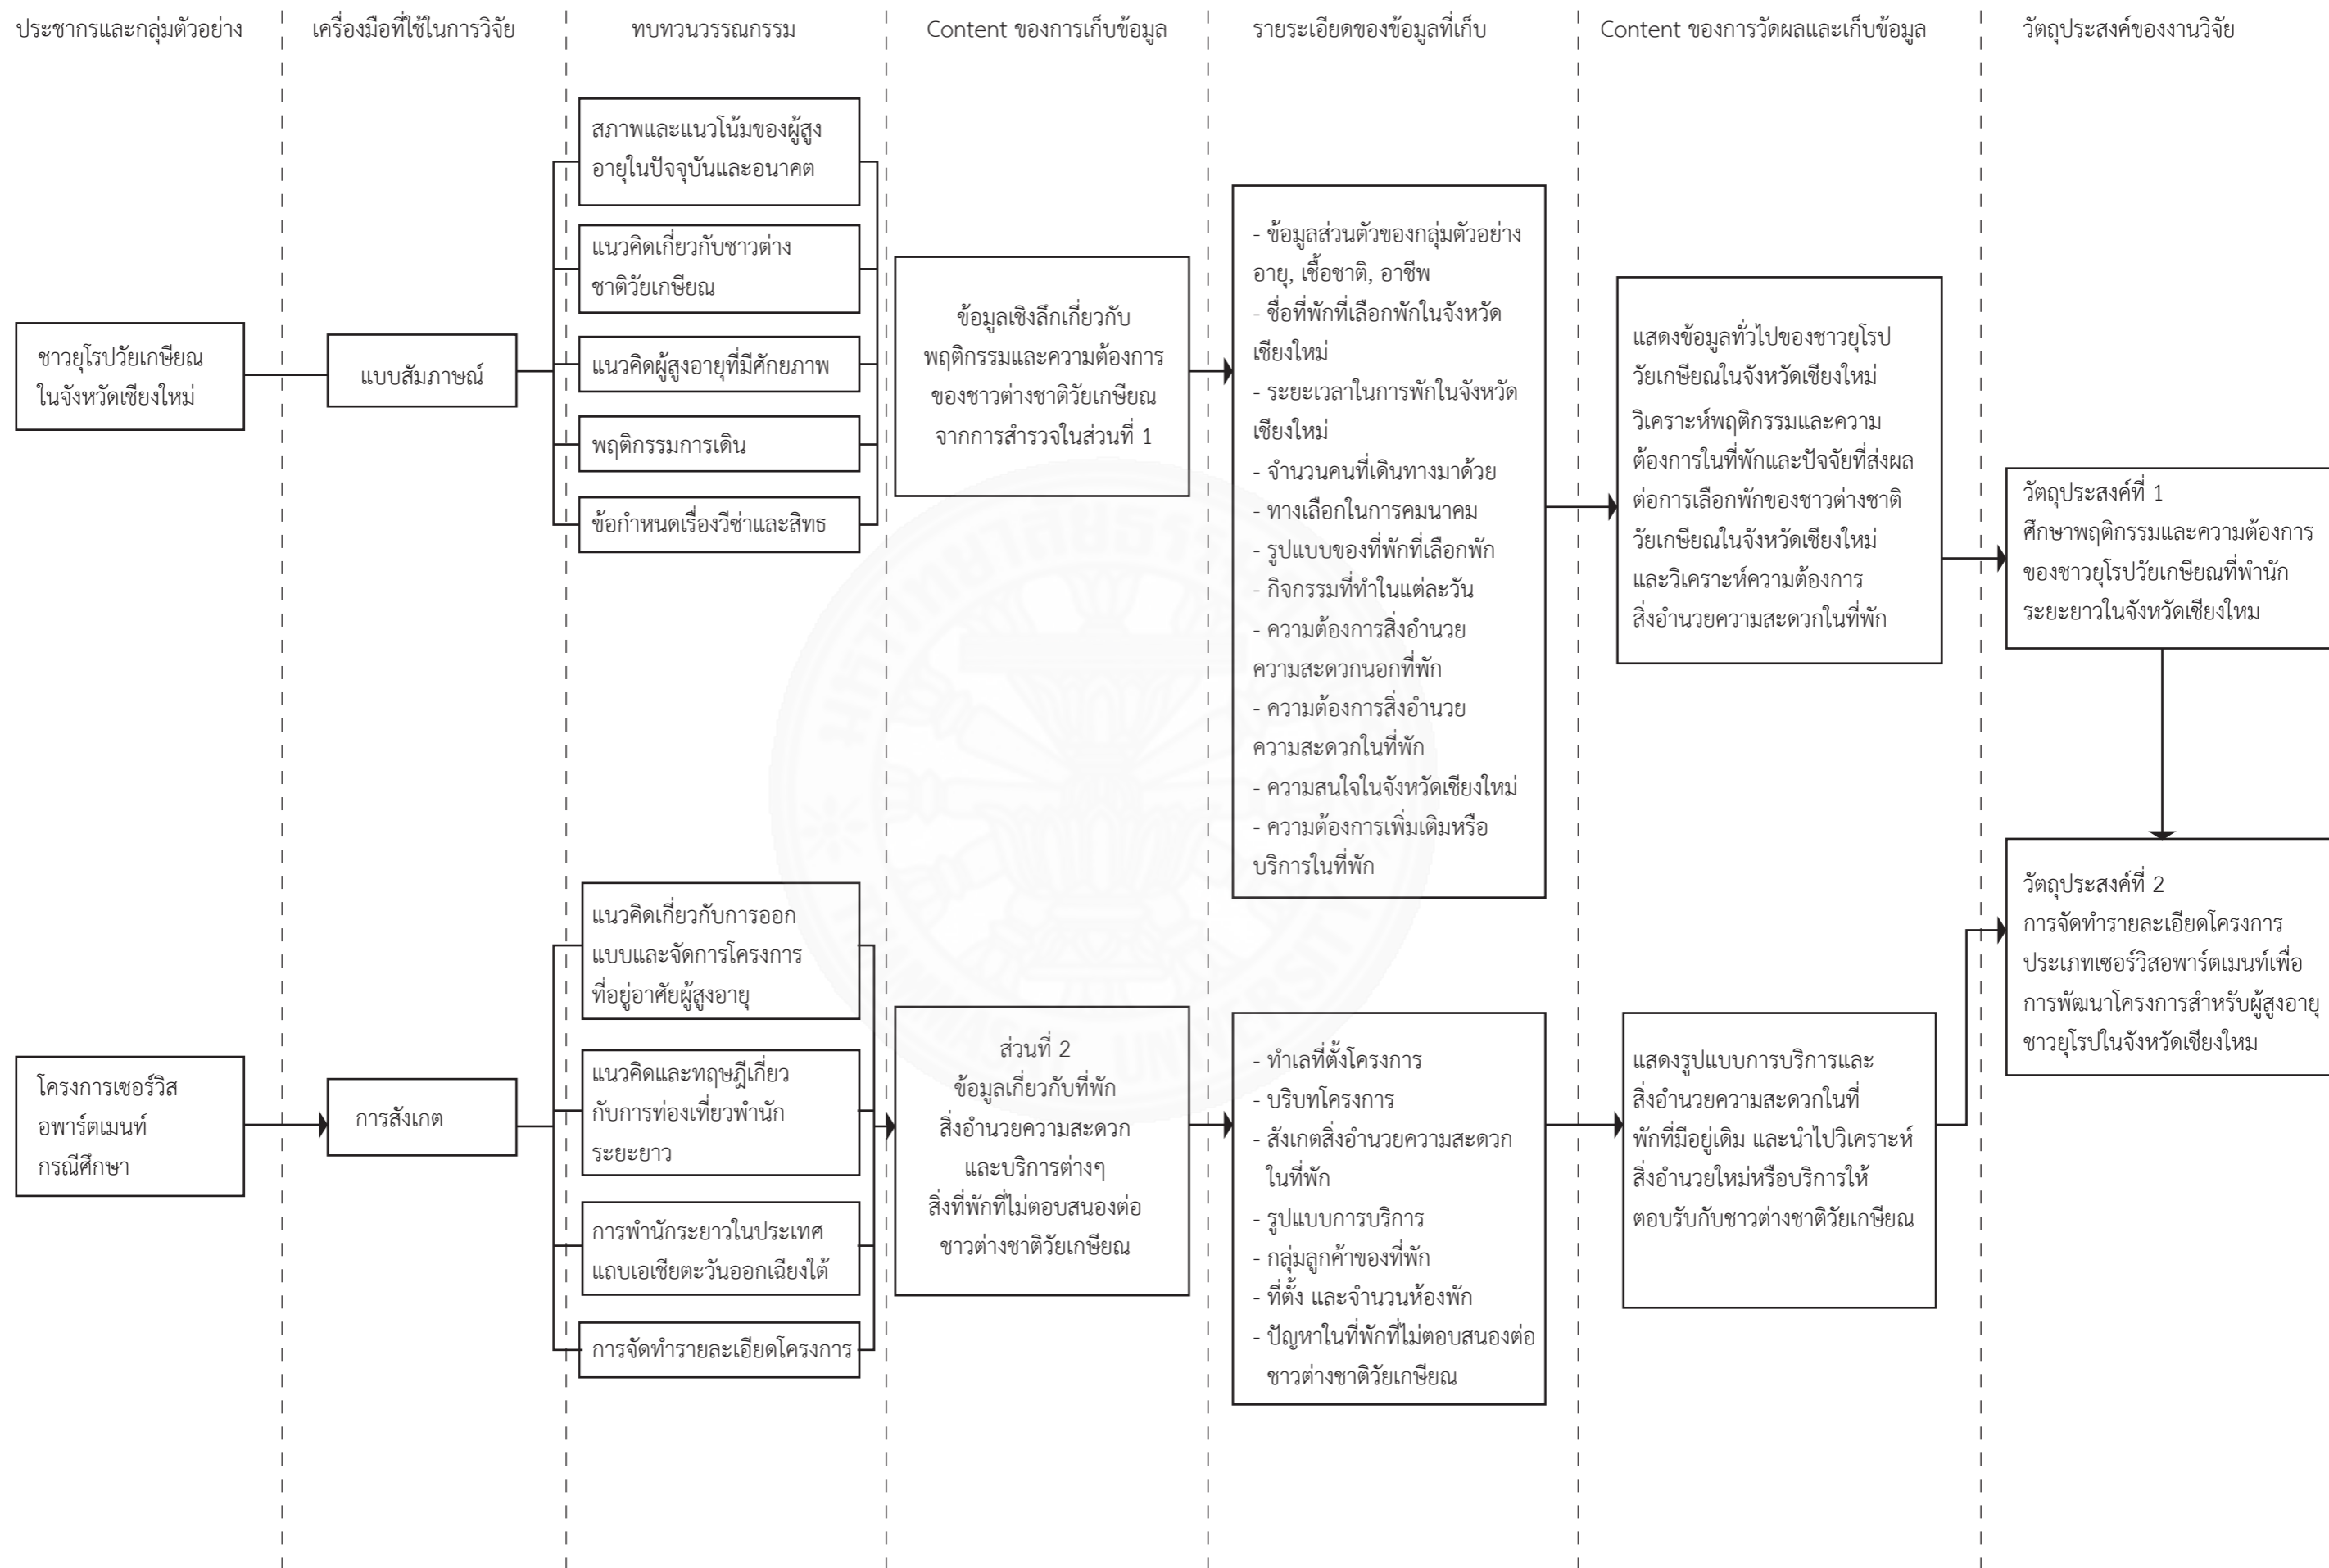 ประชากรและกลุ่มตัวอย่าง
เครื่องมือที่ใช้ในการวิจัย
ทบทวนวรรณกรรม
Content ของการเก็บข้อมูล
รายระเอียดของข้อมูลที่เก็บ
Content ของการวัดผลและเก็บข้อมูล
วัตถุประสงค์ของงานวิจัย
ชาวยุโรปวัยเกษียณ
ในจังหวัดเชียงใหม่
แบบสัมภาษณ์
สภาพและแนวโน้มของผู้สูง
อายุในปัจจุบันและอนาคต
แนวคิดเกี่ยวกับชาวต่าง
ชาติวัยเกษียณ
แนวคิดผู้สูงอายุที่มีศักยภาพ
พฤติกรรมการเดิน
ข้อกำหนดเรื่องวีซ่าและสิทธ
ข้อมูลเชิงลึกเกี่ยวกับ
พฤติกรรมและความต้องการ
ของชาวต่างชาติวัยเกษียณ
จากการสำรวจในส่วนที่ 1
- ข้อมูลส่วนตัวของกลุ่มตัวอย่าง
อายุ, เชื้อชาติ, อาชีพ
- ชื่อที่พักที่เลือกพักในจังหวัด
เชียงใหม่
- ระยะเวลาในการพักในจังหวัด
เชียงใหม่
- จำนวนคนที่เดินทางมาด้วย
- ทางเลือกในการคมนาคม
- รูปแบบของที่พักที่เลือกพัก
- กิจกรรมที่ทำในแต่ละวัน
- ความต้องการสิ่งอำนวย
ความสะดวกนอกที่พัก
- ความต้องการสิ่งอำนวย
ความสะดวกในที่พัก
- ความสนใจในจังหวัดเชียงใหม่
- ความต้องการเพิ่มเติมหรือ
บริการในที่พัก
แสดงข้อมูลทั่วไปของชาวยุโรป
วัยเกษียณในจังหวัดเชียงใหม่
วิเคราะห์พฤติกรรมและความ
ต้องการในที่พักและปัจจัยที่ส่งผล
ต่อการเลือกพักของชาวต่างชาติ
วัยเกษียณในจังหวัดเชียงใหม่
และวิเคราะห์ความต้องการ
สิ่งอำนวยความสะดวกในที่พัก
วัตถุประสงค์ที่ 1
ศึกษาพฤติกรรมและความต้องการ
ของชาวยุโรปวัยเกษียณที่พำนัก
ระยะยาวในจังหวัดเชียงใหม
โครงการเซอร์วิส
อพาร์ตเมนท์
กรณีศึกษา
การสังเกต
แนวคิดเกี่ยวกับการออก
แบบและจัดการโครงการ
ที่อยู่อาศัยผู้สูงอายุ
แนวคิดและทฤษฎีเกี่ยว
กับการท่องเที่ยวพำนัก
ระยะยาว
การพำนักระยาวในประเทศ
แถบเอเชียตะวันออกเฉียงใต้
การจัดทำรายละเอียดโครงการ
ส่วนที่ 2
ข้อมูลเกี่ยวกับที่พัก
สิ่งอำนวยความสะดวก
และบริการต่างๆ
สิ่งที่พักที่ไม่ตอบสนองต่อ
ชาวต่างชาติวัยเกษียณ
- ทำเลที่ตั้งโครงการ
- บริบทโครงการ
- สังเกตสิ่งอำนวยความสะดวก
ในที่พัก
- รูปแบบการบริการ
- กลุ่มลูกค้าของที่พัก
- ที่ตั้ง และจำนวนห้องพัก
- ปัญหาในที่พักที่ไม่ตอบสนองต่อ
ชาวต่างชาติวัยเกษียณ
แสดงรูปแบบการบริการและ
สิ่งอำนวยความสะดวกในที่
พักที่มีอยู่เดิม และนำไปวิเคราะห์
สิ่งอำนวยใหม่หรือบริการให้
ตอบรับกับชาวต่างชาติวัยเกษียณ
วัตถุประสงค์ที่ 2
การจัดทำรายละเอียดโครงการ
ประเภทเซอร์วิสอพาร์ตเมนท์เพื่อ
การพัฒนาโครงการสำหรับผู้สูงอายุ
ชาวยุโรปในจังหวัดเชียงใหม